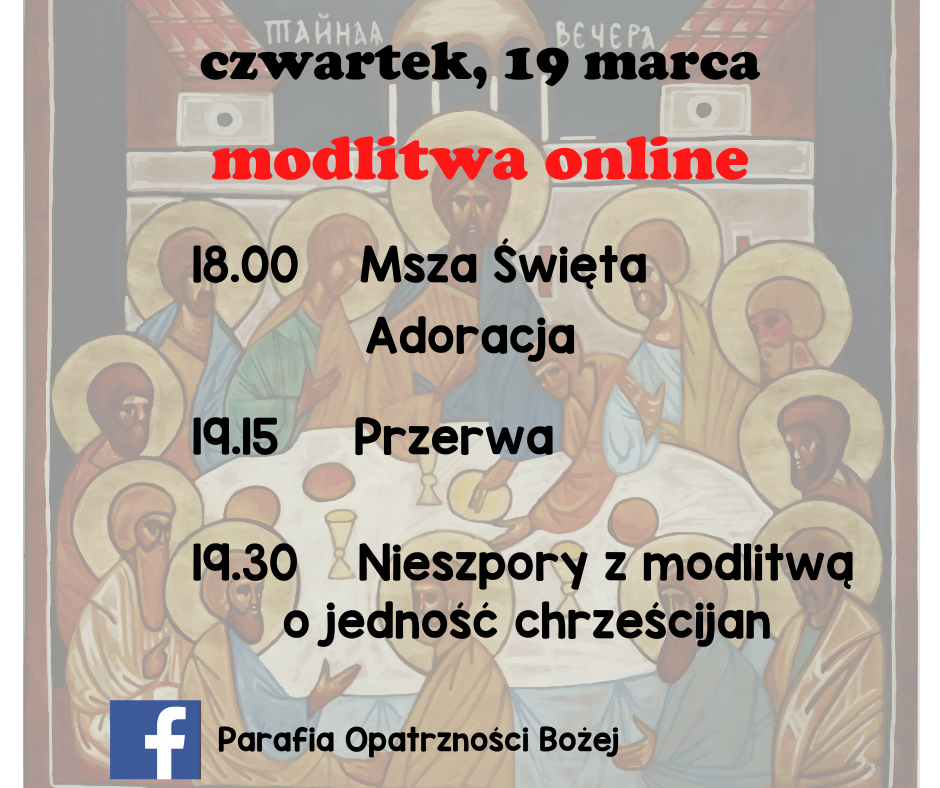 ТАЙНАЯ ВЕЧЕРА
czwartek, 19 marca
modlitwa online
18.00 Msza Święta
Adoracja
19.15 Przerwa
19.30 Nieszpory z modlitwą
o jedność chrześcijan
f Parafia Opatrzności Bożej